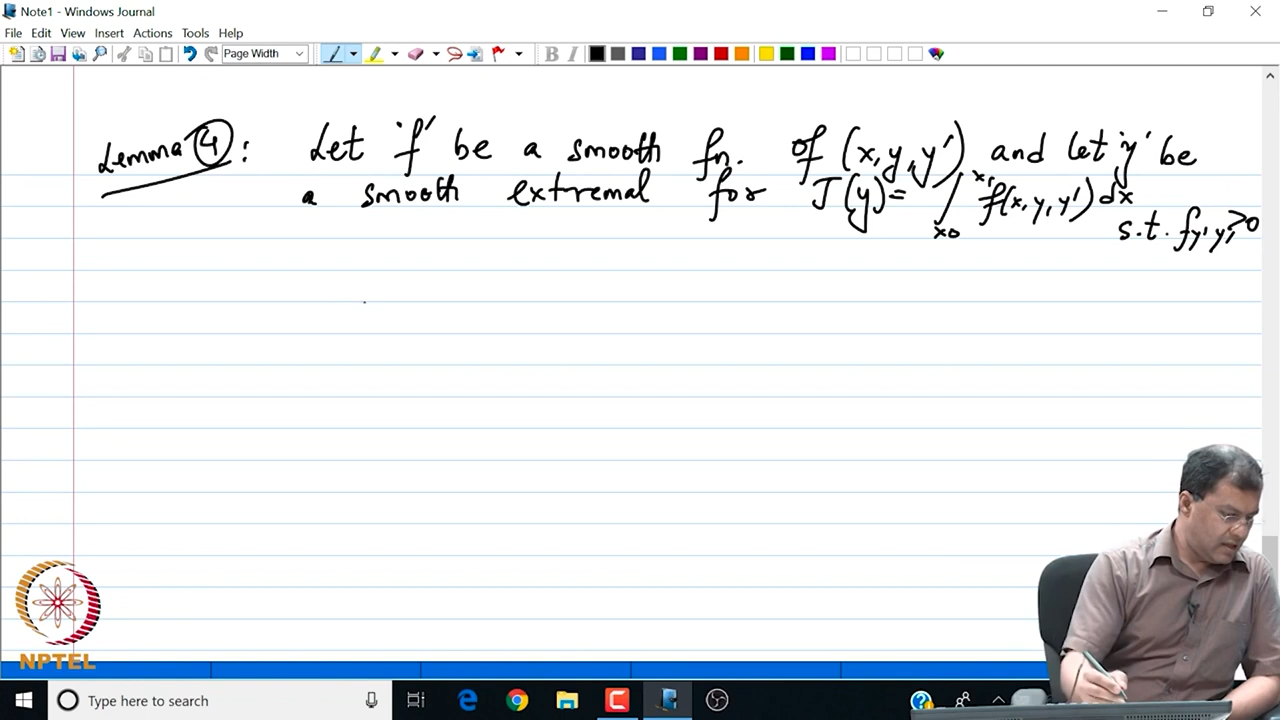 Note1 - Windows Journal
File Edit View Insert Actions Tools Help
Page Width
B I
Lemma 4 : Let 'f' be a smooth fn. of (x, y, y') and let 'y' be
a smooth extremal for J(y) = ∫_{x0}^{x1} f(x, y, y') dx
s.t. f_{y'y'} > 0
NPTEL
Type here to search